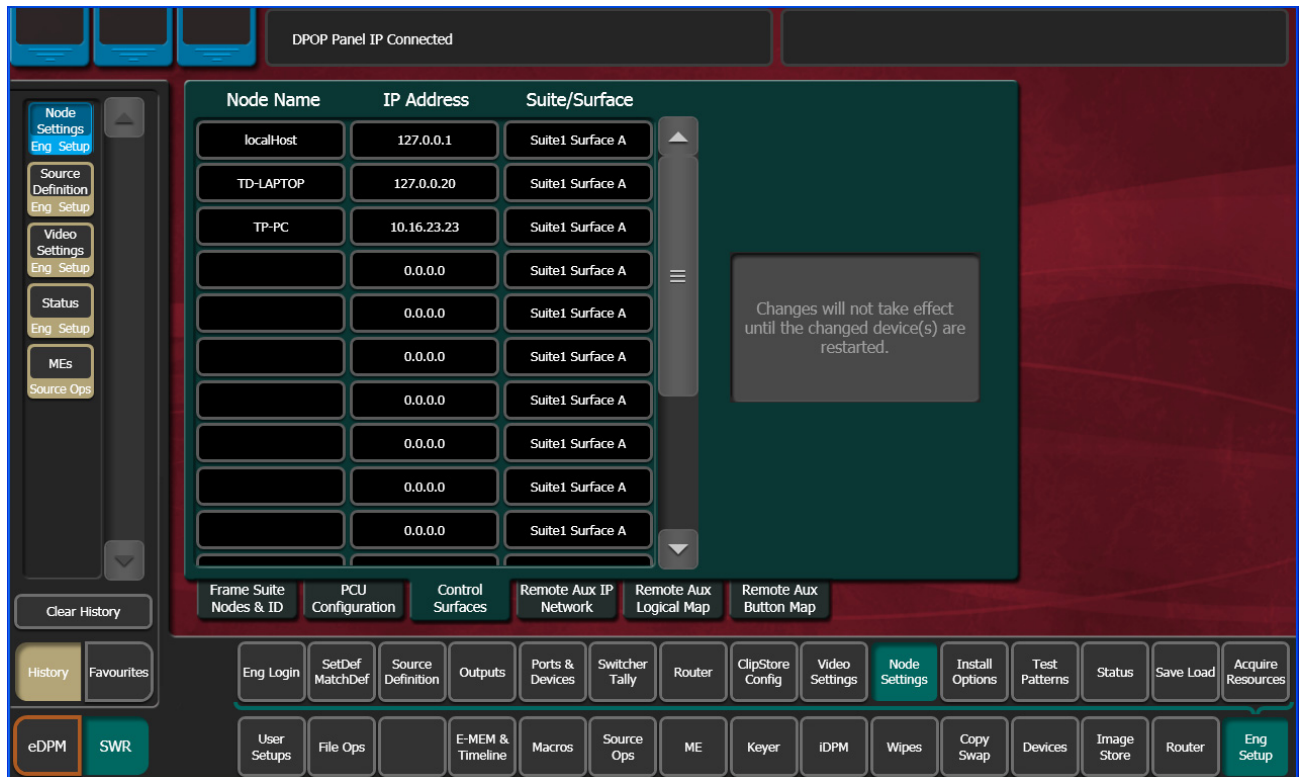 DPOP Panel IP Connected
Node
Settings
Eng Setup
Source
Definition
Eng Setup
Video
Settings
Eng Setup
Status
Eng Setup
MEs
Source Ops
Clear History
History Favourites
eDPM SWR
Node Name IP Address Suite/Surface
localHost 127.0.0.1 Suite1 Surface A
TD-LAPTOP 127.0.0.20 Suite1 Surface A
TP-PC 10.16.23.23 Suite1 Surface A
0.0.0.0 Suite1 Surface A
0.0.0.0 Suite1 Surface A
0.0.0.0 Suite1 Surface A
0.0.0.0 Suite1 Surface A
0.0.0.0 Suite1 Surface A
0.0.0.0 Suite1 Surface A
0.0.0.0 Suite1 Surface A
Changes will not take effect
until the changed device(s) are
restarted.
Frame Suite
Nodes & ID
PCU
Configuration
Control
Surfaces
Remote Aux IP
Network
Remote Aux
Logical Map
Remote Aux
Button Map
Eng Login
SetDef
MatchDef
Source
Definition
Outputs
Ports &
Devices
Switcher
Tally
Router
ClipStore
Config
Video
Settings
Node
Settings
Install
Options
Test
Patterns
Status
Save Load
Acquire
Resources
User
Setups
File Ops
E-MEM &
Timeline
Macros
Source
Ops
ME
Keyer
iDPM
Wipes
Copy
Swap
Devices
Image
Store
Router
Eng
Setup